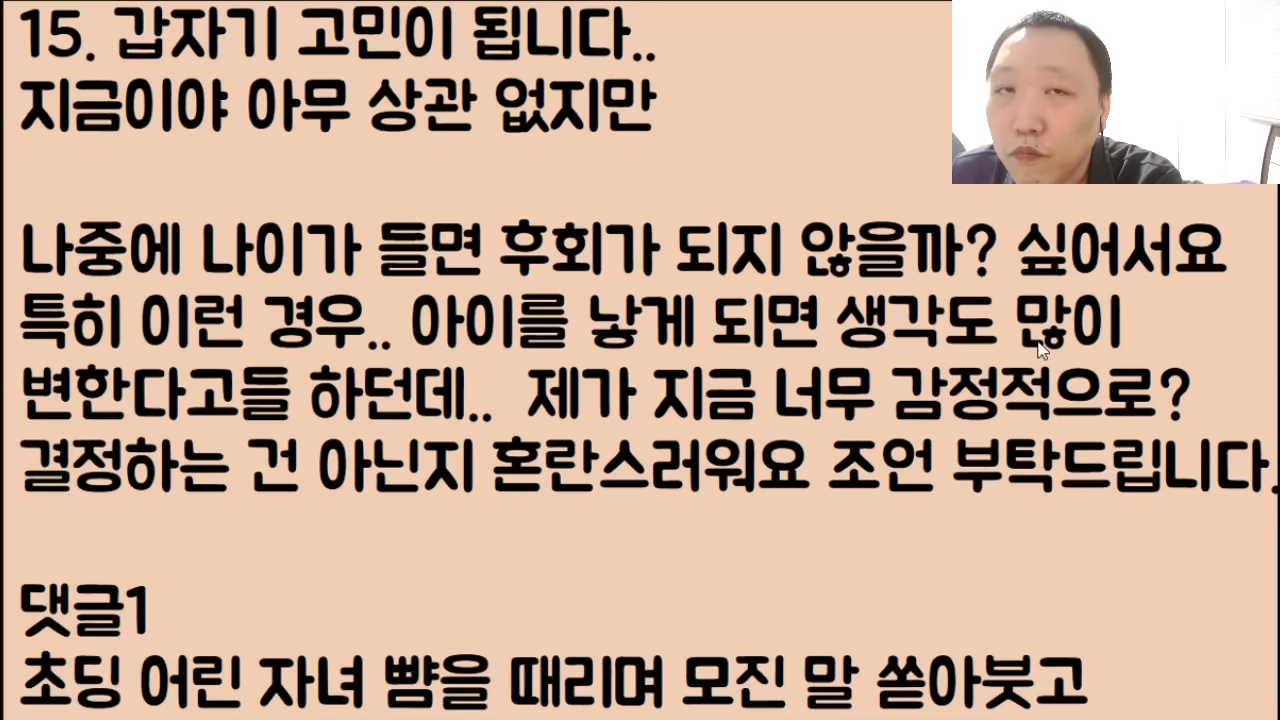 15. 갑자기 고민이 됩니다..
지금이야 아무 상관 없지만
나중에 나이가 들면 후회가 되지 않을까? 싶어서요
특히 이런 경우.. 아이를 낳게 되면 생각도 많이
변한다고들 하던데.. 제가 지금 너무 감정적으로?
결정하는 건 아닌지 혼란스러워요 조언 부탁드립니다.
댓글1
초딩 어린 자녀 뺨을 때리며 모진 말 쏟아붓고